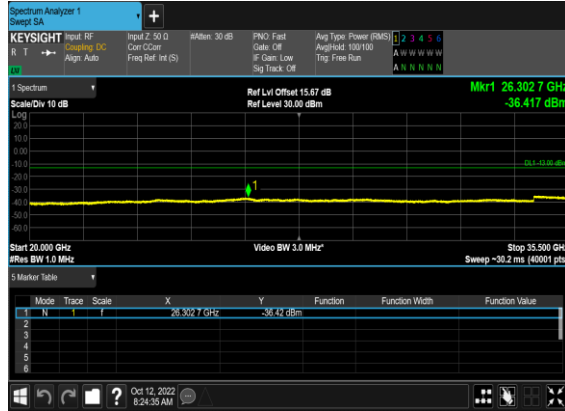 Spectrum Analyzer 1
Swept SA
+
KEYSIGHT Input: RF Input Z: 50 Ω #Atten: 30 dB PNO: Fast Avg Type: Power (RMS) 1 2 3 4 5 6
R T Coupling: DC Corr CCorr Gate: Off Avg|Hold: 100/100 A W W W W W
Align: Auto Freq Ref: Int (S) IF Gain: Low Trig: Free Run
LV Sig Track: Off A N N N N N
1 Spectrum Ref Lvl Offset 15.67 dB Mkr1 26.302 7 GHz
Scale/Div 10 dB Ref Level 30.00 dBm -36.417 dBm
Log
20.0
10.0
0.00
-10.0 DL1 -13.00 dBm
-20.0
-30.0 1
-40.0
-50.0
-60.0
Start 20.000 GHz Video BW 3.0 MHz* Stop 35.500 GHz
#Res BW 1.0 MHz Sweep ~30.2 ms (40001 pts
5 Marker Table
Mode Trace Scale X Y Function Function Width Function Value
1 N 1 f 26.302 7 GHz -36.42 dBm
2
3
4
5
6
? Oct 12, 2022
8:24:35 AM